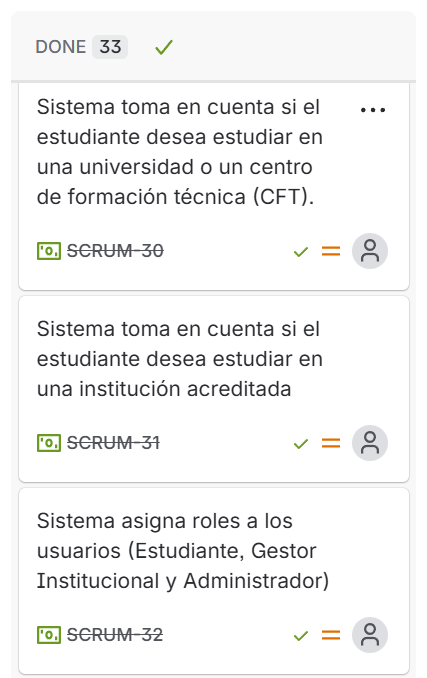 DONE 33
Sistema toma en cuenta si el
estudiante desea estudiar en
una universidad o un centro
de formación técnica (CFT).
SCRUM-30
Sistema toma en cuenta si el
estudiante desea estudiar en
una institución acreditada
SCRUM-31
Sistema asigna roles a los
usuarios (Estudiante, Gestor
Institucional y Administrador)
SCRUM-32